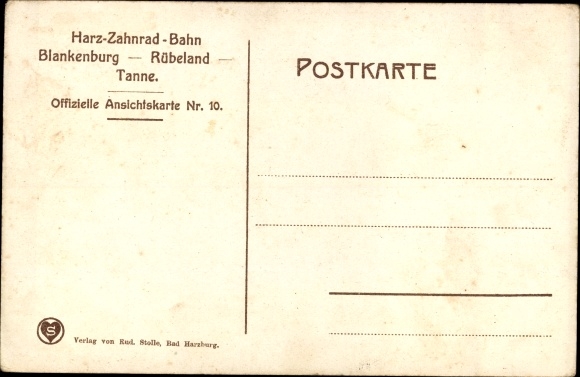 Harz-Zahnrad-Bahn
Blankenburg — Rübeland —
Tanne.
Offizielle Ansichtskarte Nr. 10.
POSTKARTE
S
Verlag von Rud. Stolle, Bad Harzburg.